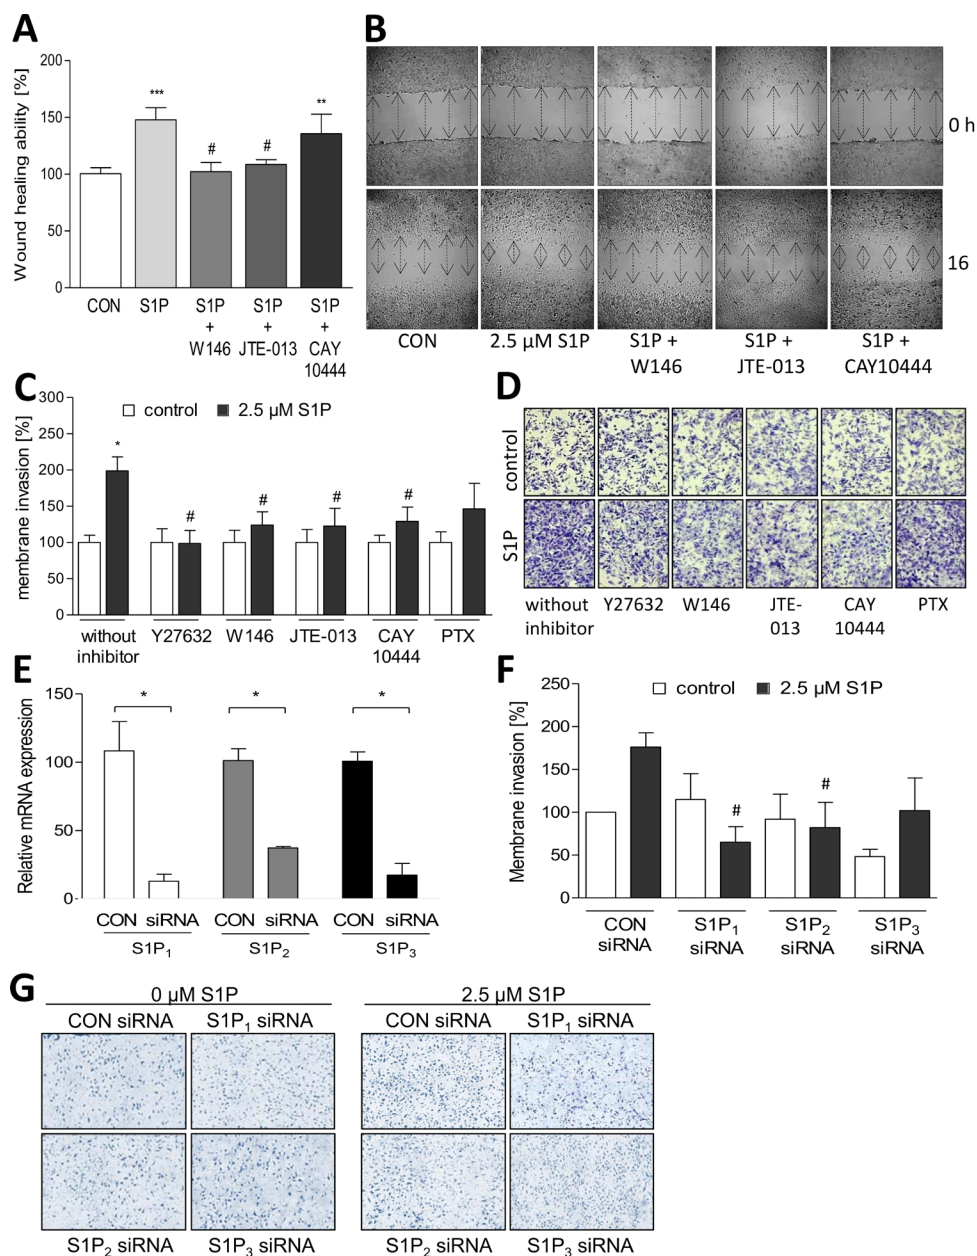 A
Wound healing ability [%]
200
150
100
50
0
***
#
#
**
CON S1P S1P S1P S1P
+ + +
W146 JTE-013 CAY
10444
B
0 h
16
CON 2.5 µM S1P S1P + S1P + S1P +
W146 JTE-013 CAY10444
C
membrane invasion [%]
300
250
200
150
100
50
0
control 2.5 µM S1P
*
# # # #
without Y27632 W146 JTE-013 CAY PTX
inhibitor 10444
D
control
S1P
without Y27632 W146 JTE- CAY PTX
inhibitor 013 10444
E
Relative mRNA expression
150
100
50
0
* * *
CON siRNA CON siRNA CON siRNA
S1P₁ S1P₂ S1P₃
F
Membrane invasion [%]
250
200
150
100
50
0
control 2.5 µM S1P
# #
CON S1P₁ S1P₂ S1P₃
siRNA siRNA siRNA siRNA
G
0 µM S1P 2.5 µM S1P
CON siRNA S1P₁ siRNA CON siRNA S1P₁ siRNA
S1P₂ siRNA S1P₃ siRNA S1P₂ siRNA S1P₃ siRNA